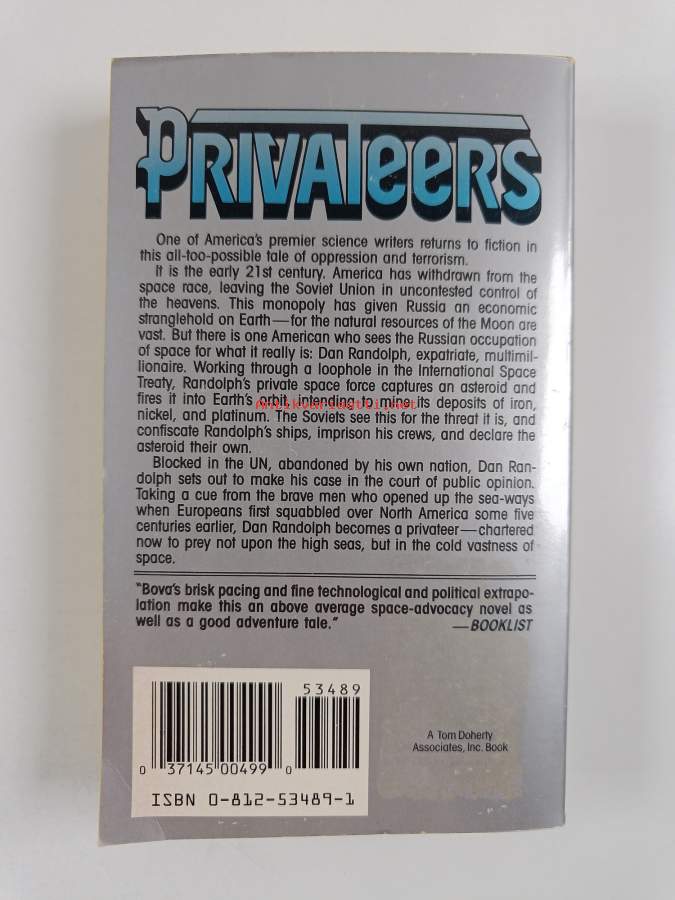 PRIVATEERS
One of America's premier science writers returns to fiction in
this all-too-possible tale of oppression and terrorism.
It is the early 21st century. America has withdrawn from the
space race, leaving the Soviet Union in uncontested control of
the heavens. This monopoly has given Russia an economic
stranglehold on Earth—for the natural resources of the Moon are
vast. But there is one American who sees the Russian occupation
of space for what it really is: Dan Randolph, expatriate, multimil-
lionaire. Working through a loophole in the International Space
Treaty, Randolph's private space force captures an asteroid and
fires it into Earth's orbit, intending to mine its deposits of iron,
nickel, and platinum. The Soviets see this for the threat it is, and
confiscate Randolph's ships, imprison his crews, and declare the
asteroid their own.
Blocked in the UN, abandoned by his own nation, Dan Ran-
dolph sets out to make his case in the court of public opinion.
Taking a cue from the brave men who opened up the sea-ways
when Europeans first squabbled over North America some five
centuries earlier, Dan Randolph becomes a privateer—chartered
now to prey not upon the high seas, but in the cold vastness of
space.
"Bova's brisk pacing and fine technological and political extrapo-
lation make this an above average space-advocacy novel as
well as a good adventure tale." —BOOKLIST
53489
A Tom Doherty
Associates, Inc. Book
0 37145 00499 0
ISBN 0-812-53489-1